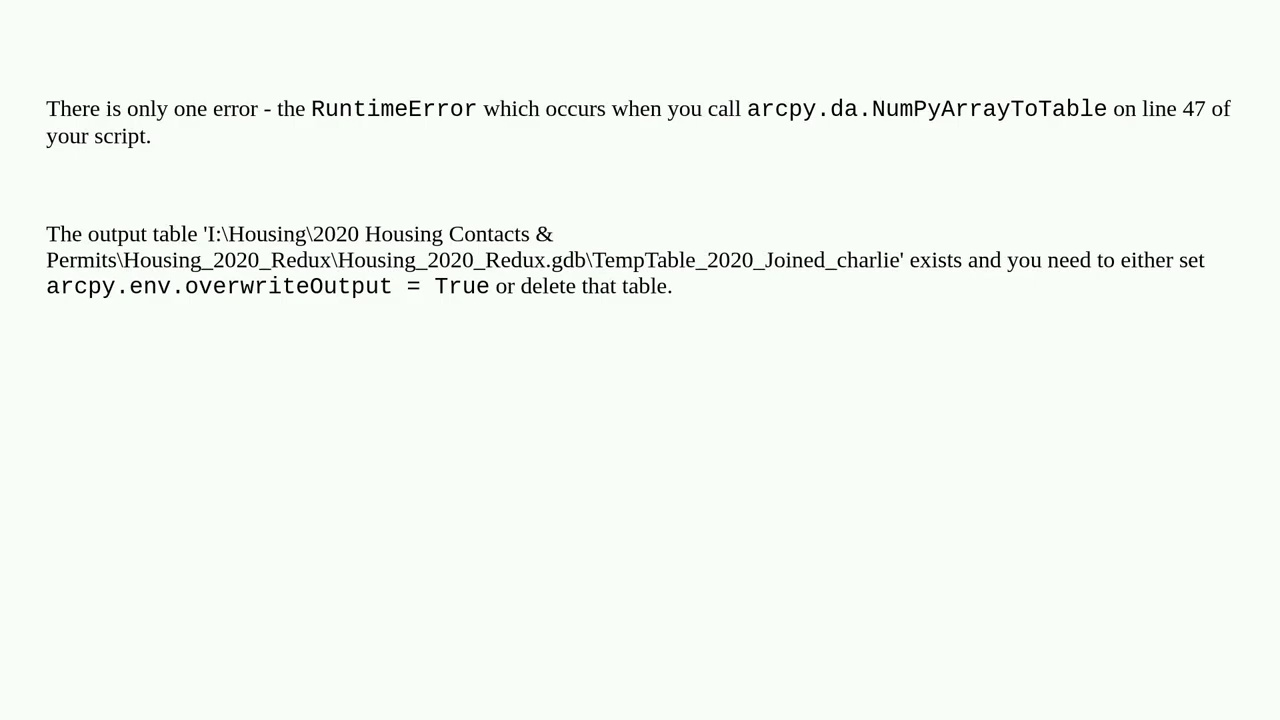 There is only one error - the RuntimeError which occurs when you call arcpy.da.NumPyArrayToTable on line 47 of
your script.
The output table 'I:\Housing\2020 Housing Contacts &
Permits\Housing_2020_Redux\Housing_2020_Redux.gdb\TempTable_2020_Joined_charlie' exists and you need to either set
arcpy.env.overwriteOutput = True or delete that table.